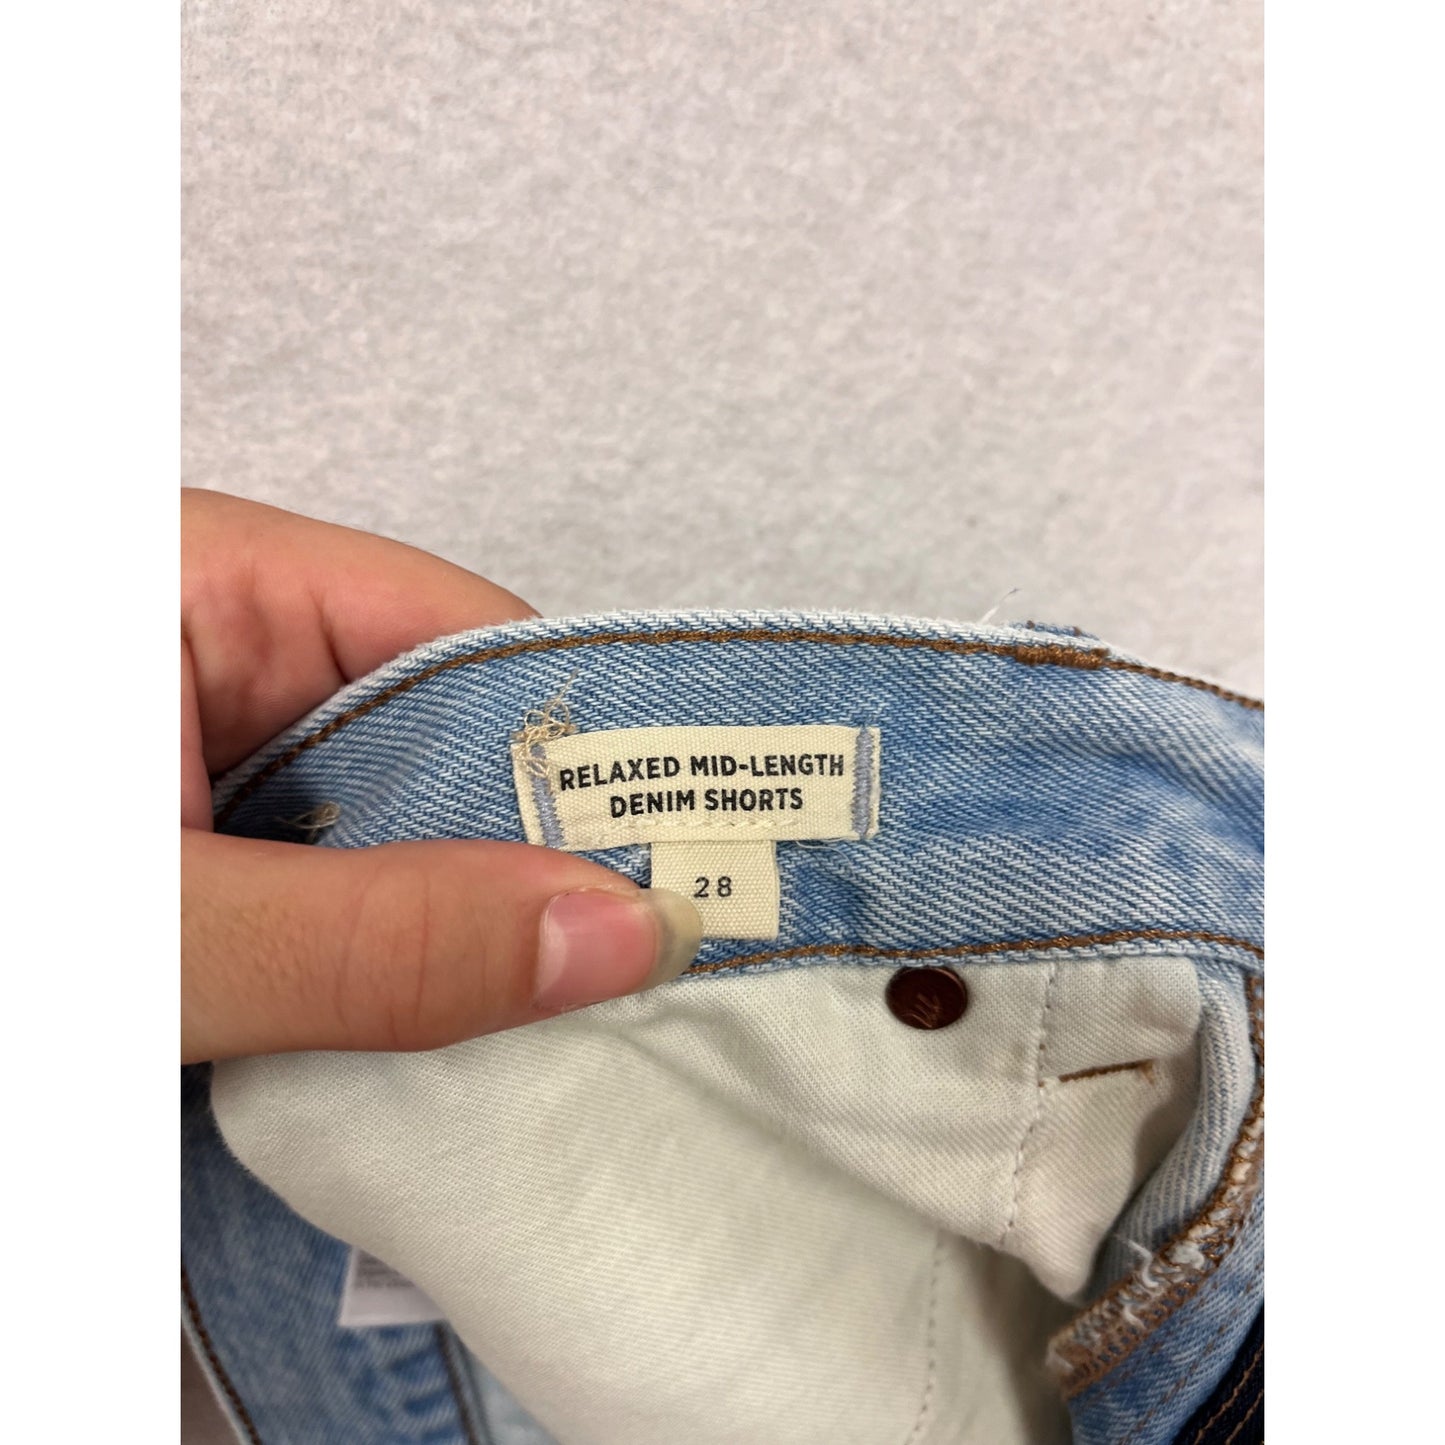 RELAXED MID-LENGTH
DENIM SHORTS
28